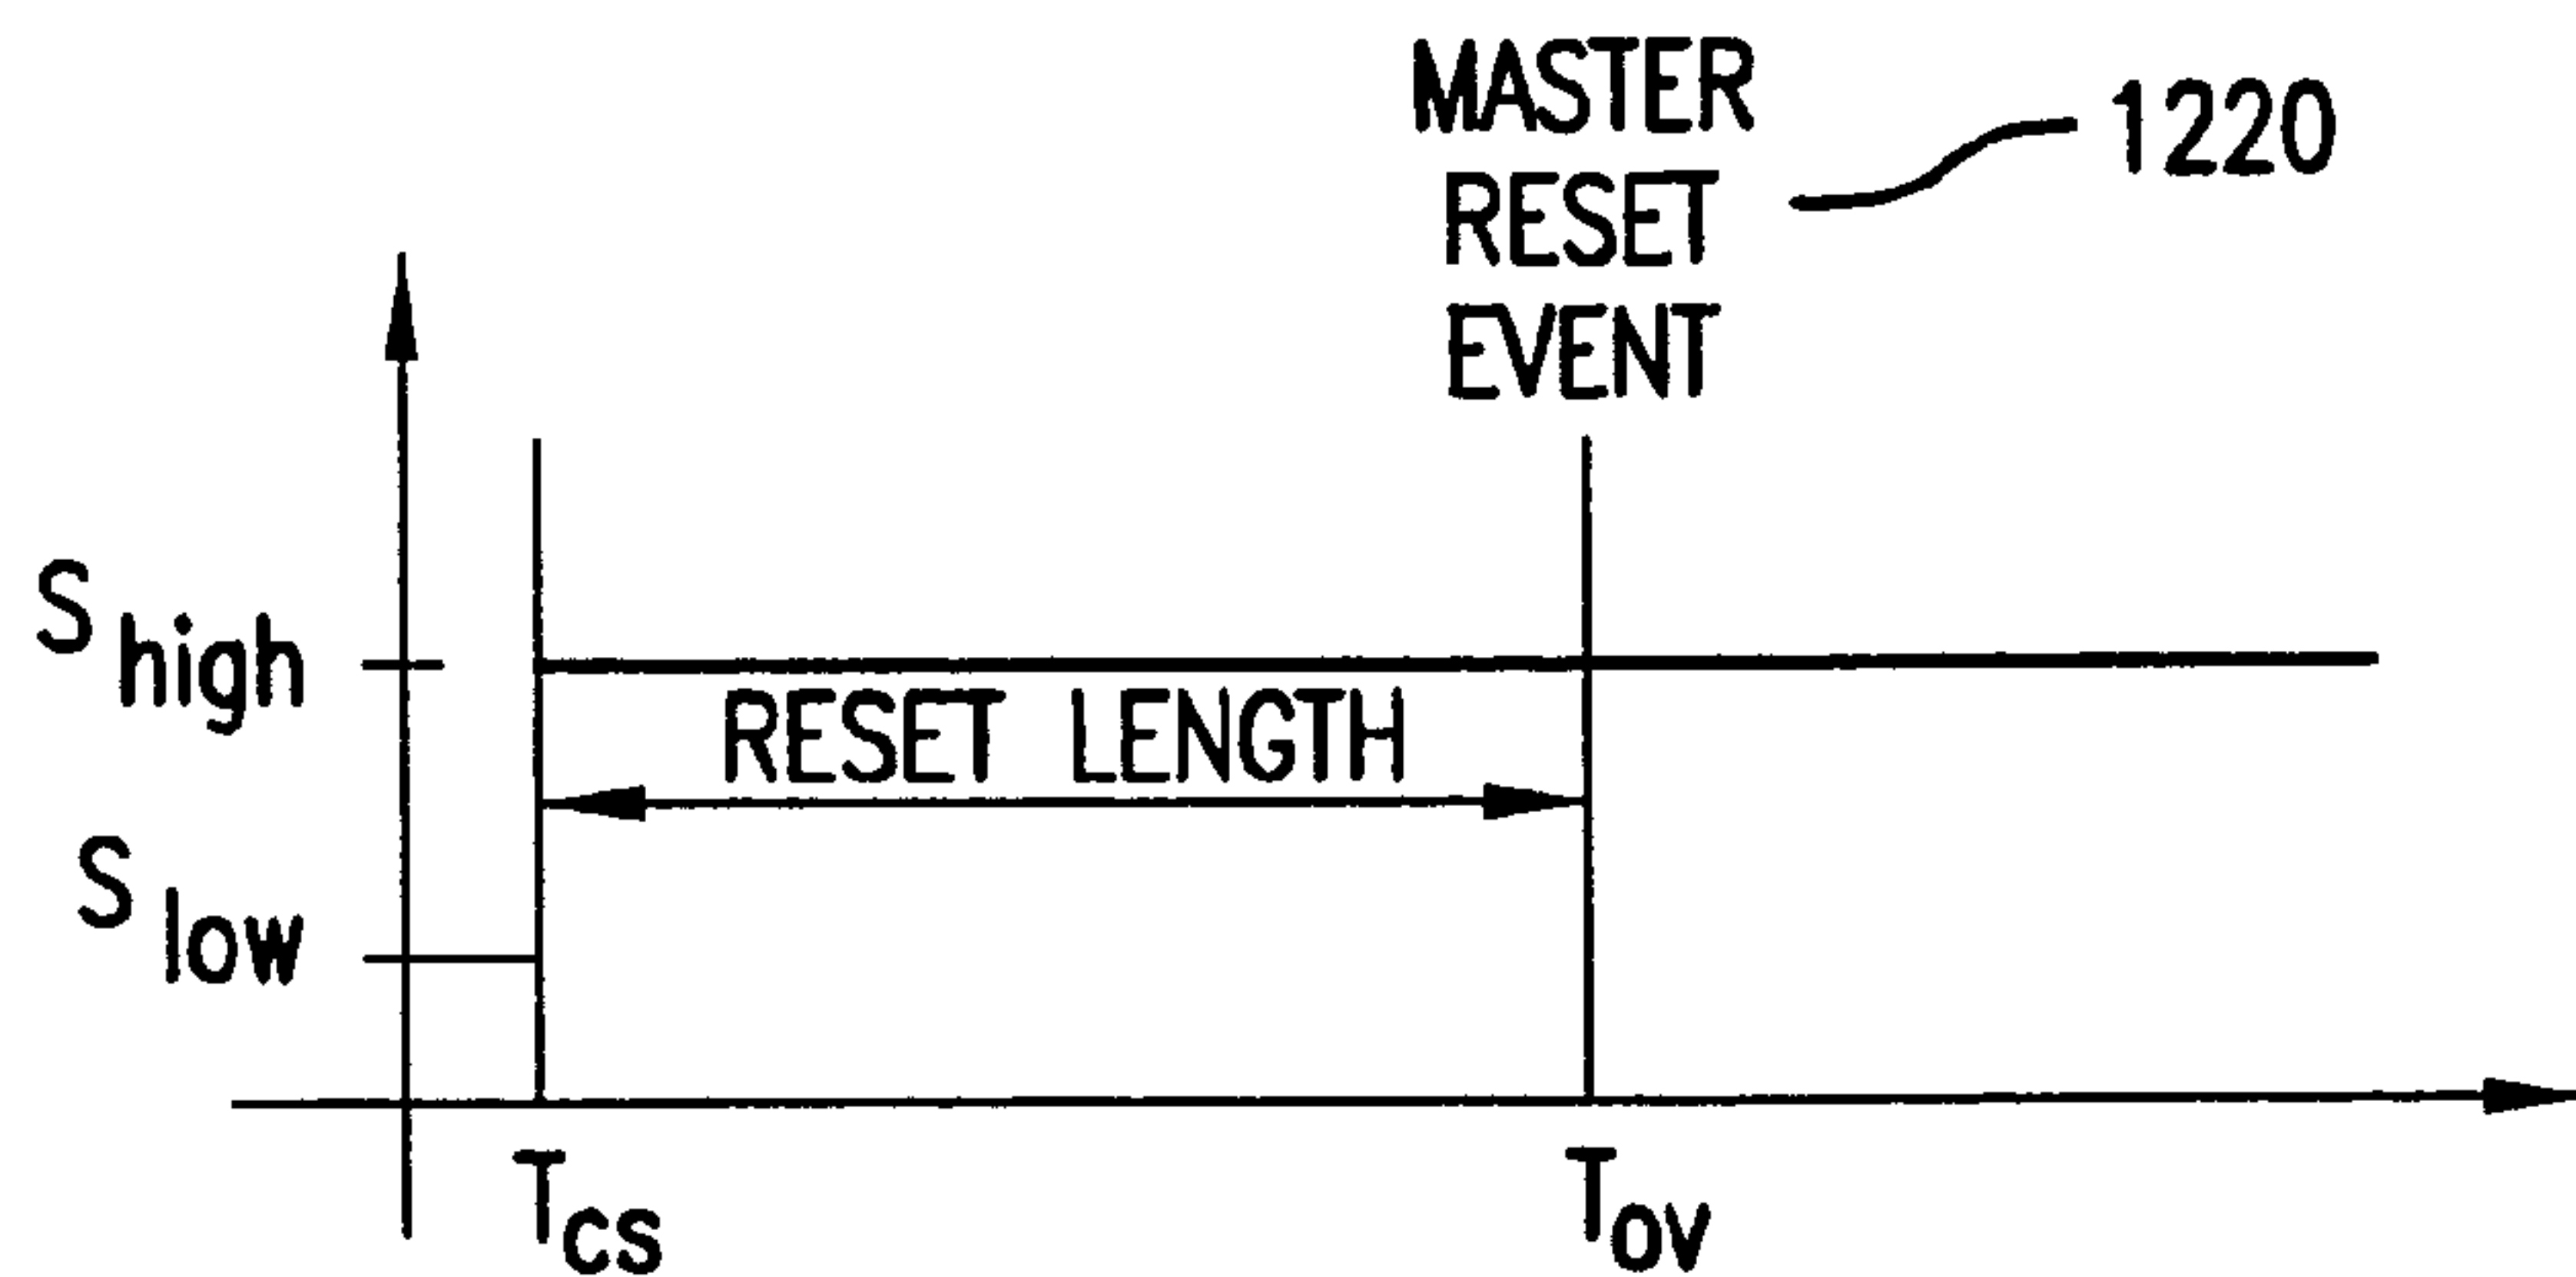 MASTER
RESET
EVENT
1220
S high
RESET LENGTH
S low
Tcs
Tov